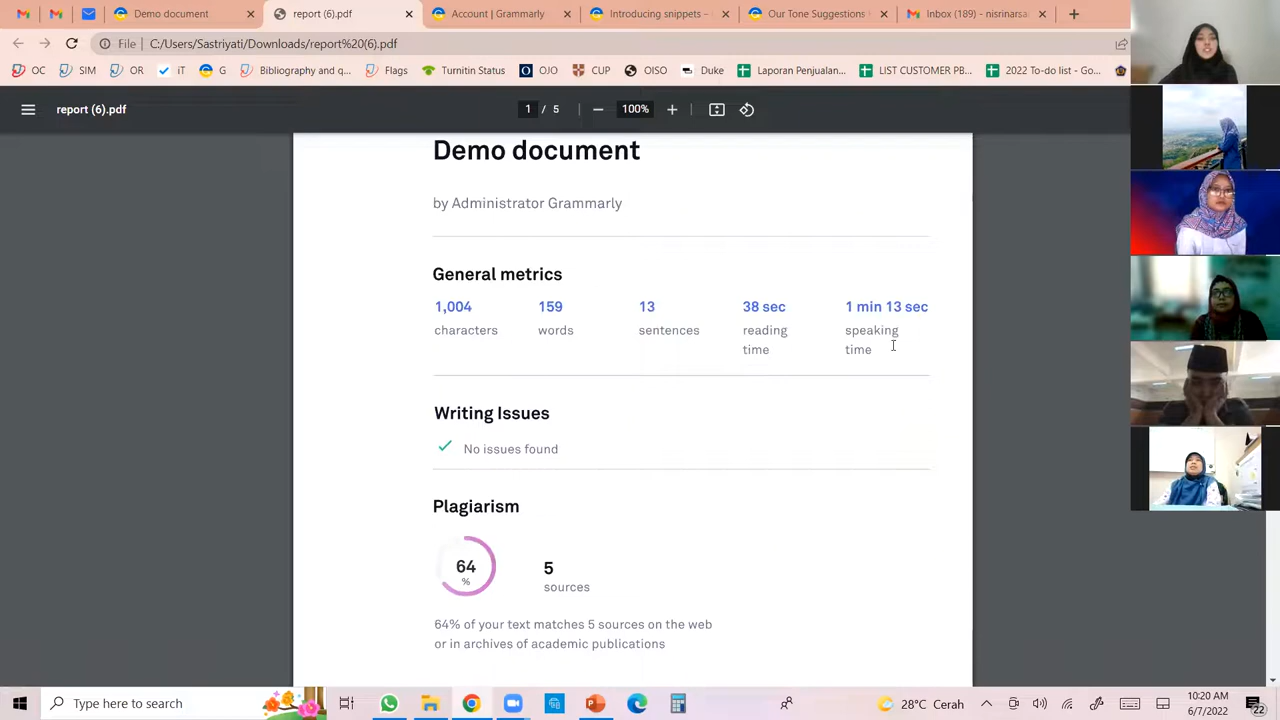 Demo document
report (6).pdf
Account | Grammarly
Introducing snippets -
Our Tone Suggestions
Inbox (189) - nisrinarsa
File
C:/Users/Sastriyati/Downloads/report%20(6).pdf
OC
SIM
OR
iT
G
Bibliography and q...
Flags
Turnitin Status
OJO
CUP
OISO
Duke
Laporan Penjualan...
LIST CUSTOMER PB...
2022 To-do list - Go...
report (6).pdf
1 / 5
100%
Demo document
by Administrator Grammarly
General metrics
1,004 159 13 38 sec 1 min 13 sec
characters words sentences reading speaking
time time
Writing Issues
No issues found
Plagiarism
64 %
5
sources
64% of your text matches 5 sources on the web
or in archives of academic publications
Type here to search
28°C Cerah
10:20 AM
6/7/2022
22